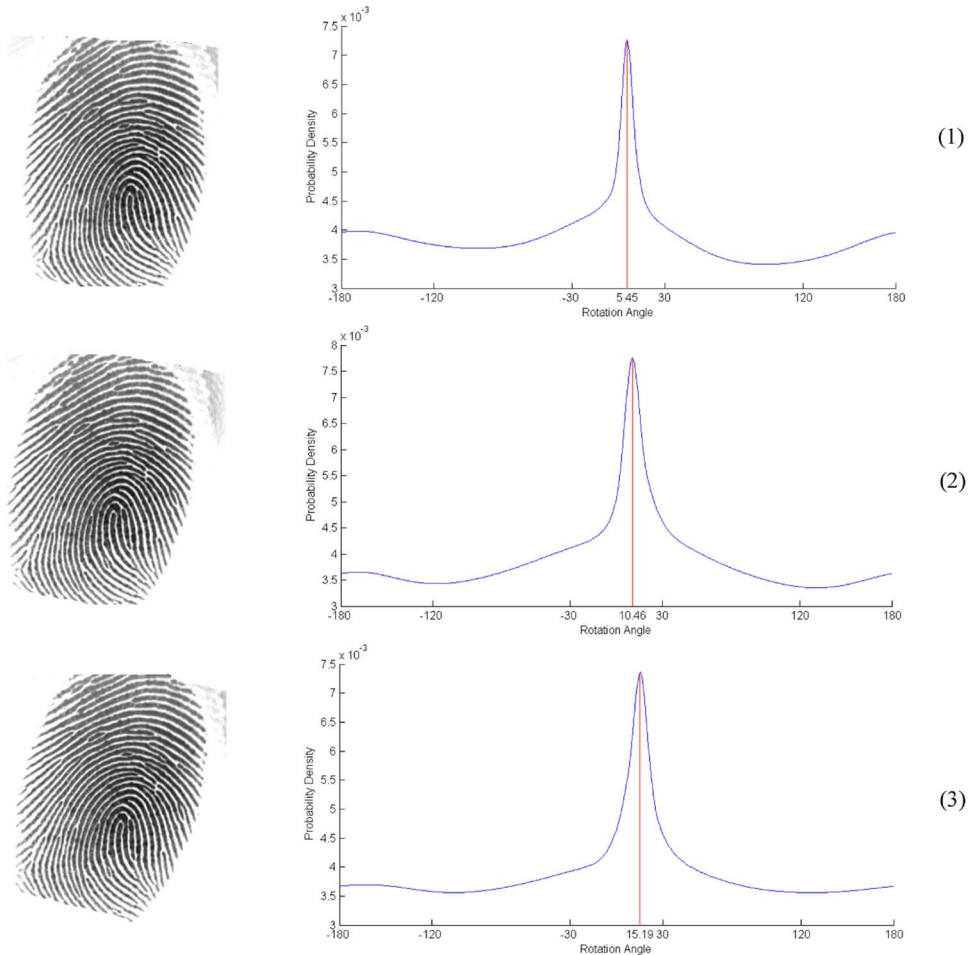 x 10⁻³
7.5
7
6.5
6
5.5
5
4.5
4
3.5
3
Probability Density
-180 -120 -30 5.45 30 120 180
Rotation Angle
(1)
x 10⁻³
8
7.5
7
6.5
6
5.5
5
4.5
4
3.5
3
Probability Density
-180 -120 -30 10.46 30 120 180
Rotation Angle
(2)
x 10⁻³
7.5
7
6.5
6
5.5
5
4.5
4
3.5
3
Probability Density
-180 -120 -30 15.19 30 120 180
Rotation Angle
(3)